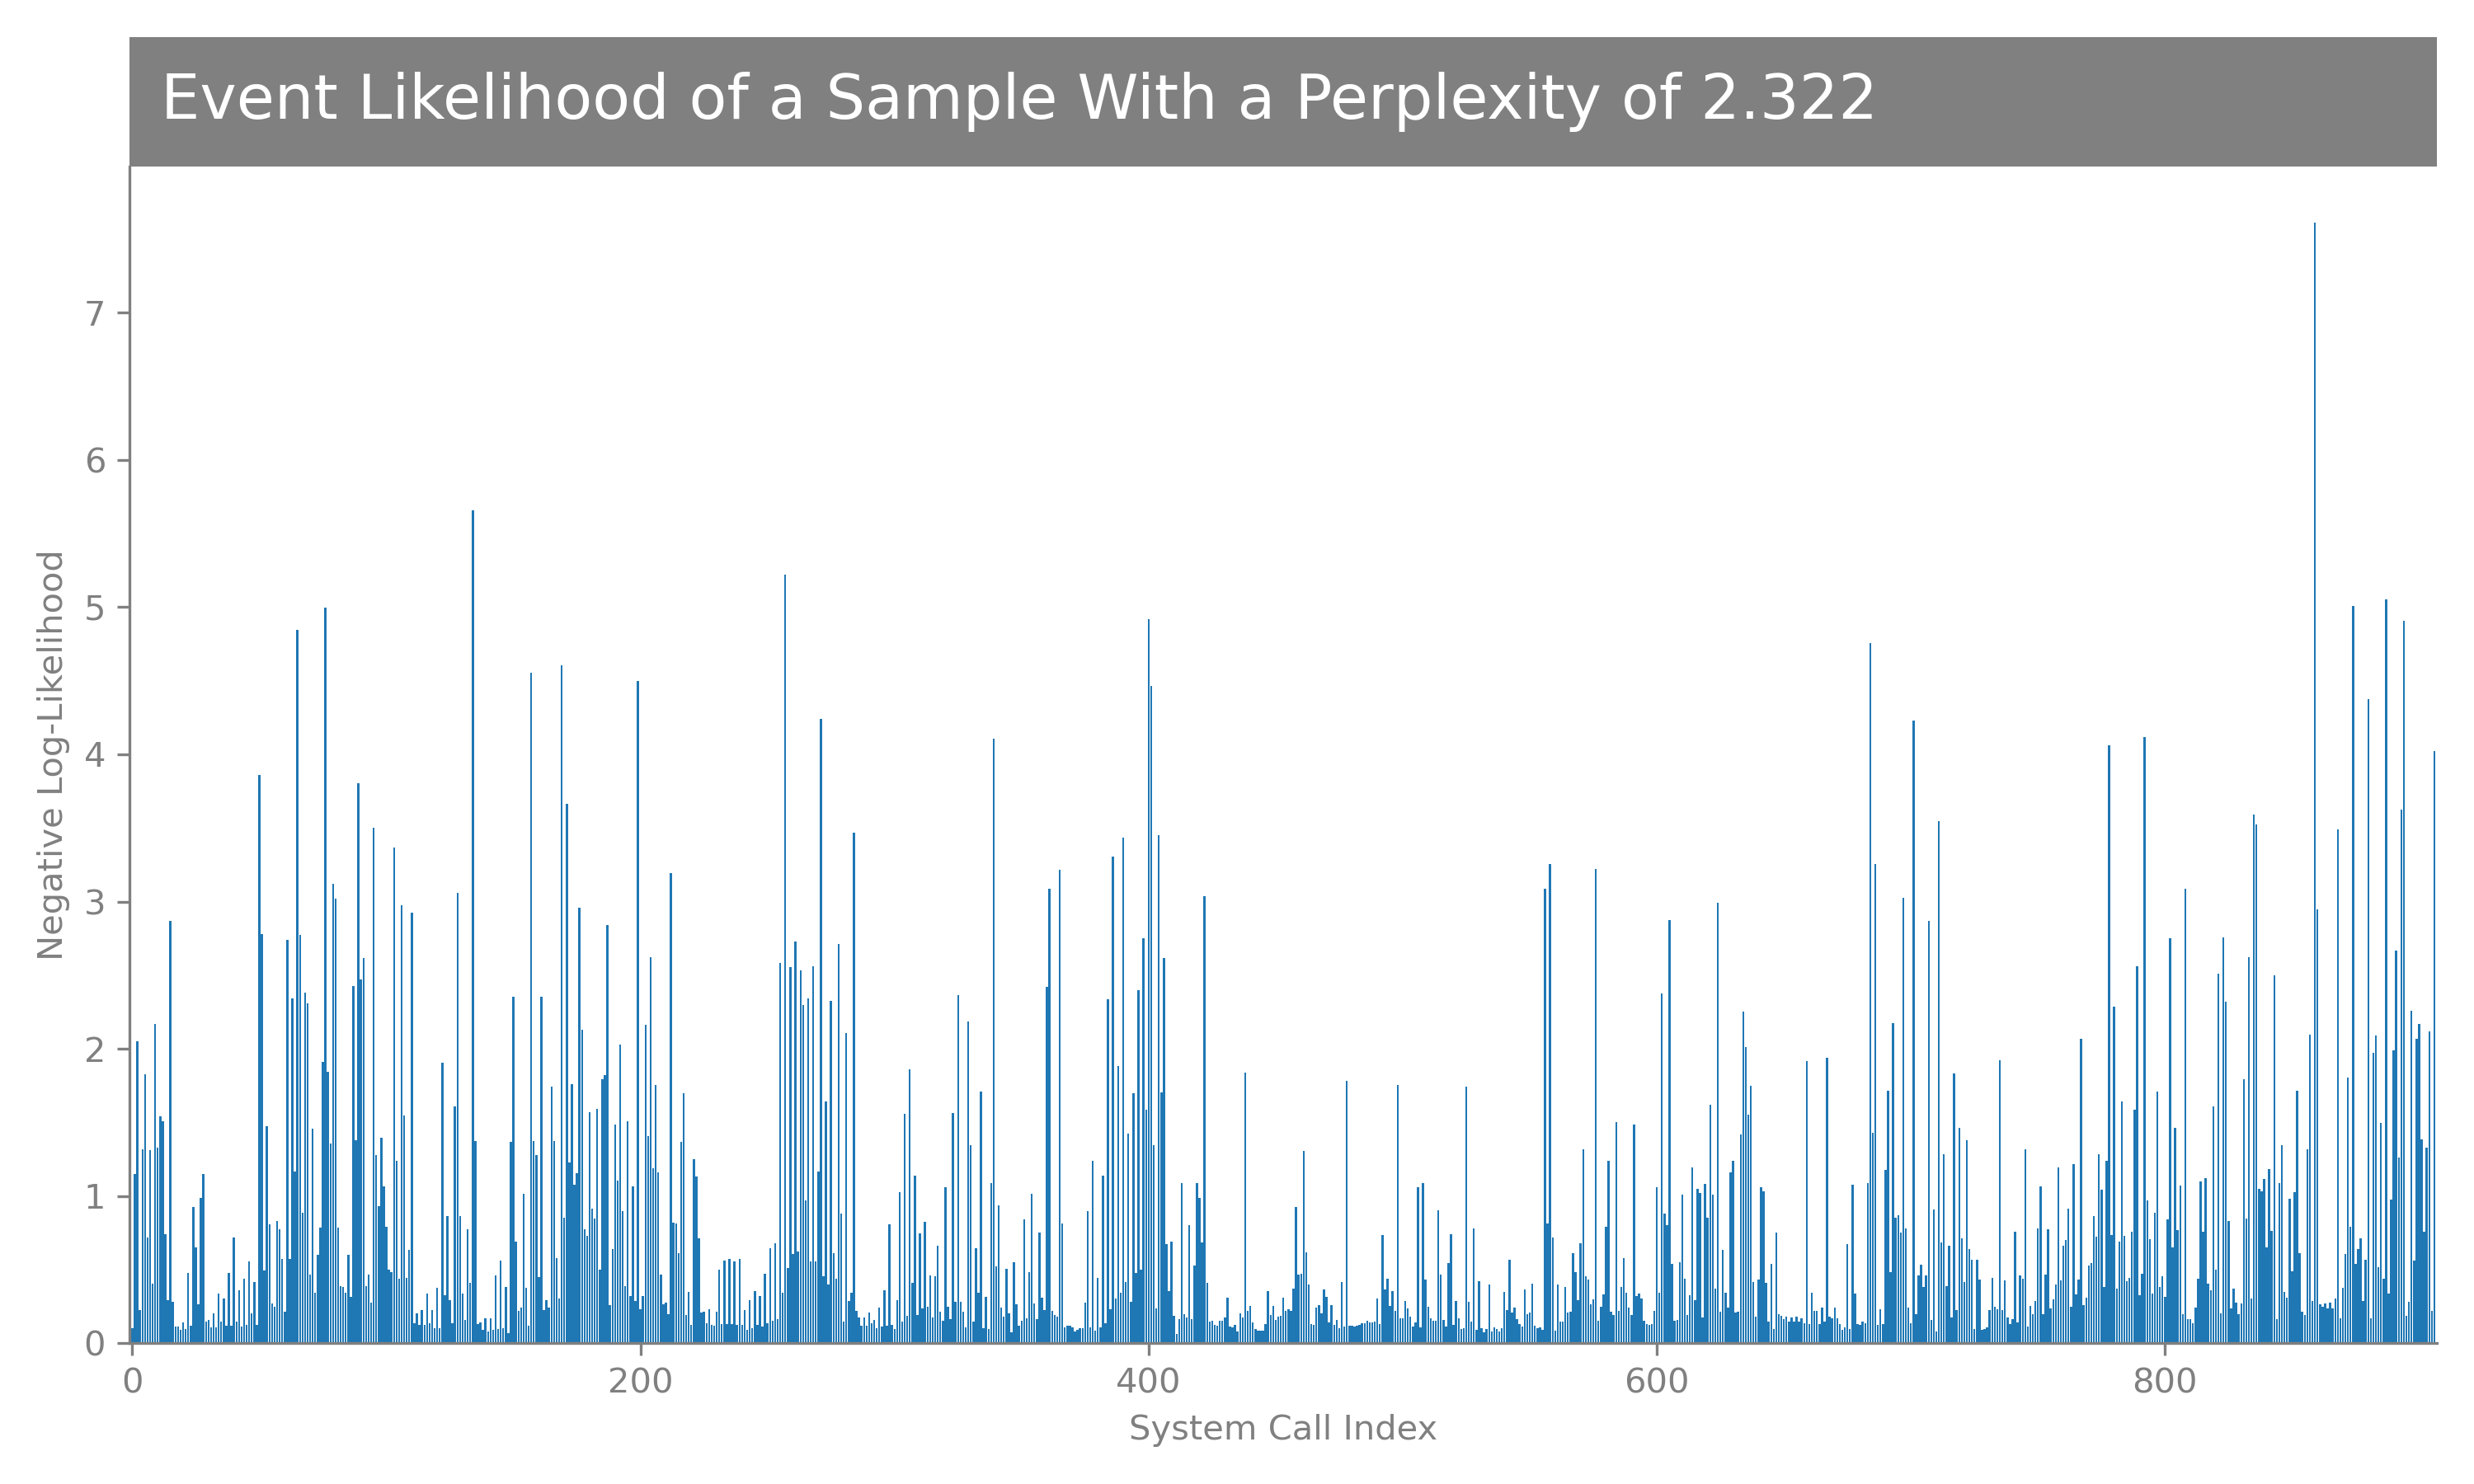 Event Likelihood of a Sample With a Perplexity of 2.322
7
6
5
4
3
2
1
0
Negative Log-Likelihood
0 200 400 600 800
System Call Index